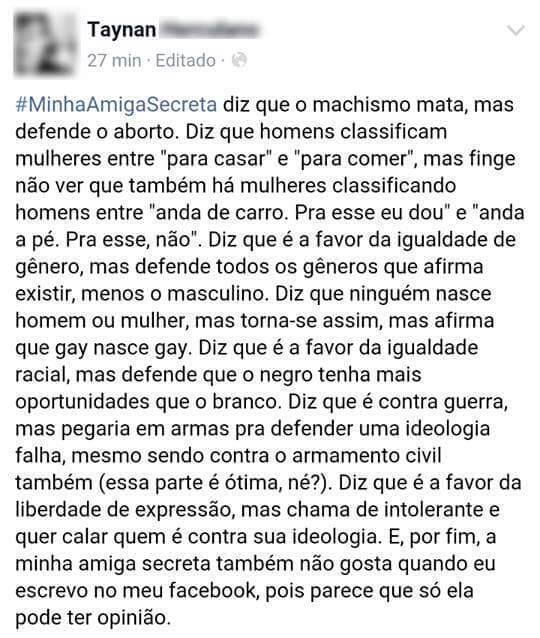 Taynan
27 min · Editado ·
#MinhaAmigaSecreta diz que o machismo mata, mas
defende o aborto. Diz que homens classificam
mulheres entre "para casar" e "para comer", mas finge
não ver que também há mulheres classificando
homens entre "anda de carro. Pra esse eu dou" e "anda
a pé. Pra esse, não". Diz que é a favor da igualdade de
gênero, mas defende todos os gêneros que afirma
existir, menos o masculino. Diz que ninguém nasce
homem ou mulher, mas torna-se assim, mas afirma
que gay nasce gay. Diz que é a favor da igualdade
racial, mas defende que o negro tenha mais
oportunidades que o branco. Diz que é contra guerra,
mas pegaria em armas pra defender uma ideologia
falha, mesmo sendo contra o armamento civil
também (essa parte é ótima, né?). Diz que é a favor da
liberdade de expressão, mas chama de intolerante e
quer calar quem é contra sua ideologia. E, por fim, a
minha amiga secreta também não gosta quando eu
escrevo no meu facebook, pois parece que só ela
pode ter opinião.